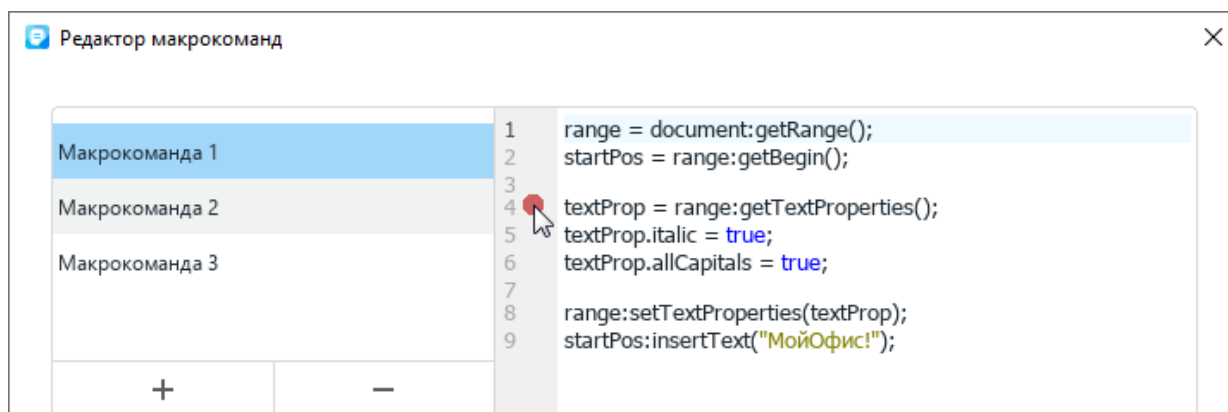 Редактор макрокоманд
Макрокоманда 1
Макрокоманда 2
Макрокоманда 3
+ −
1 range = document:getRange();
2 startPos = range:getBegin();
3
4 textProp = range:getTextProperties();
5 textProp.italic = true;
6 textProp.allCapitals = true;
7
8 range:setTextProperties(textProp);
9 startPos:insertText("МойОфис!");